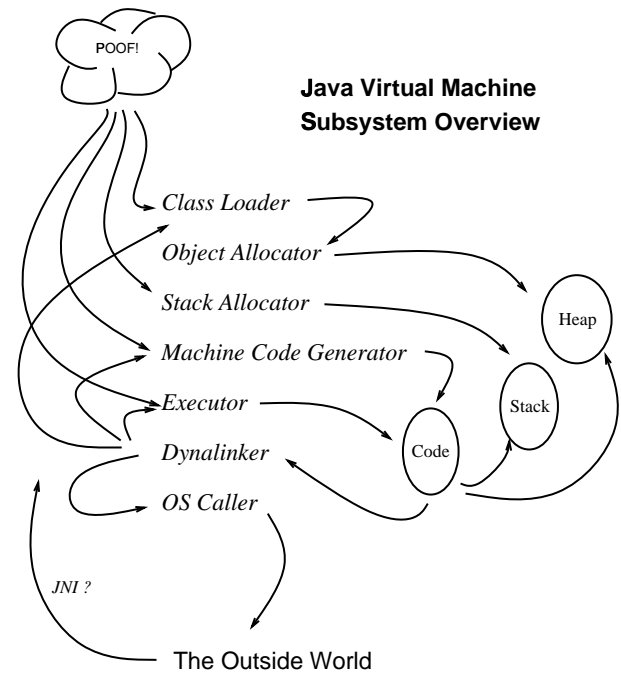 POOF!
Java Virtual Machine
Subsystem Overview
Class Loader
Object Allocator
Stack Allocator
Heap
Machine Code Generator
Executor
Stack
Code
Dynalinker
OS Caller
JNI ?
The Outside World